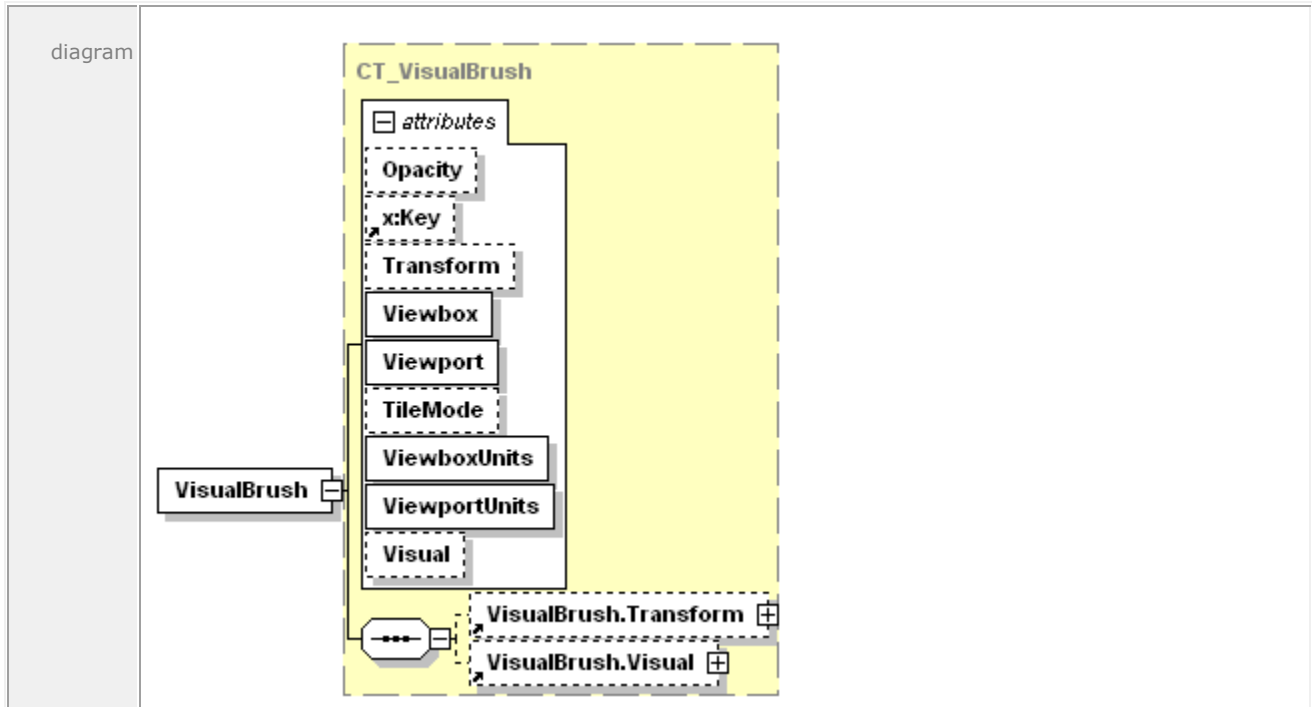 diagram
CT_VisualBrush
attributes
Opacity
x:Key
Transform
Viewbox
Viewport
TileMode
ViewboxUnits
ViewportUnits
Visual
VisualBrush
VisualBrush.Transform
VisualBrush.Visual